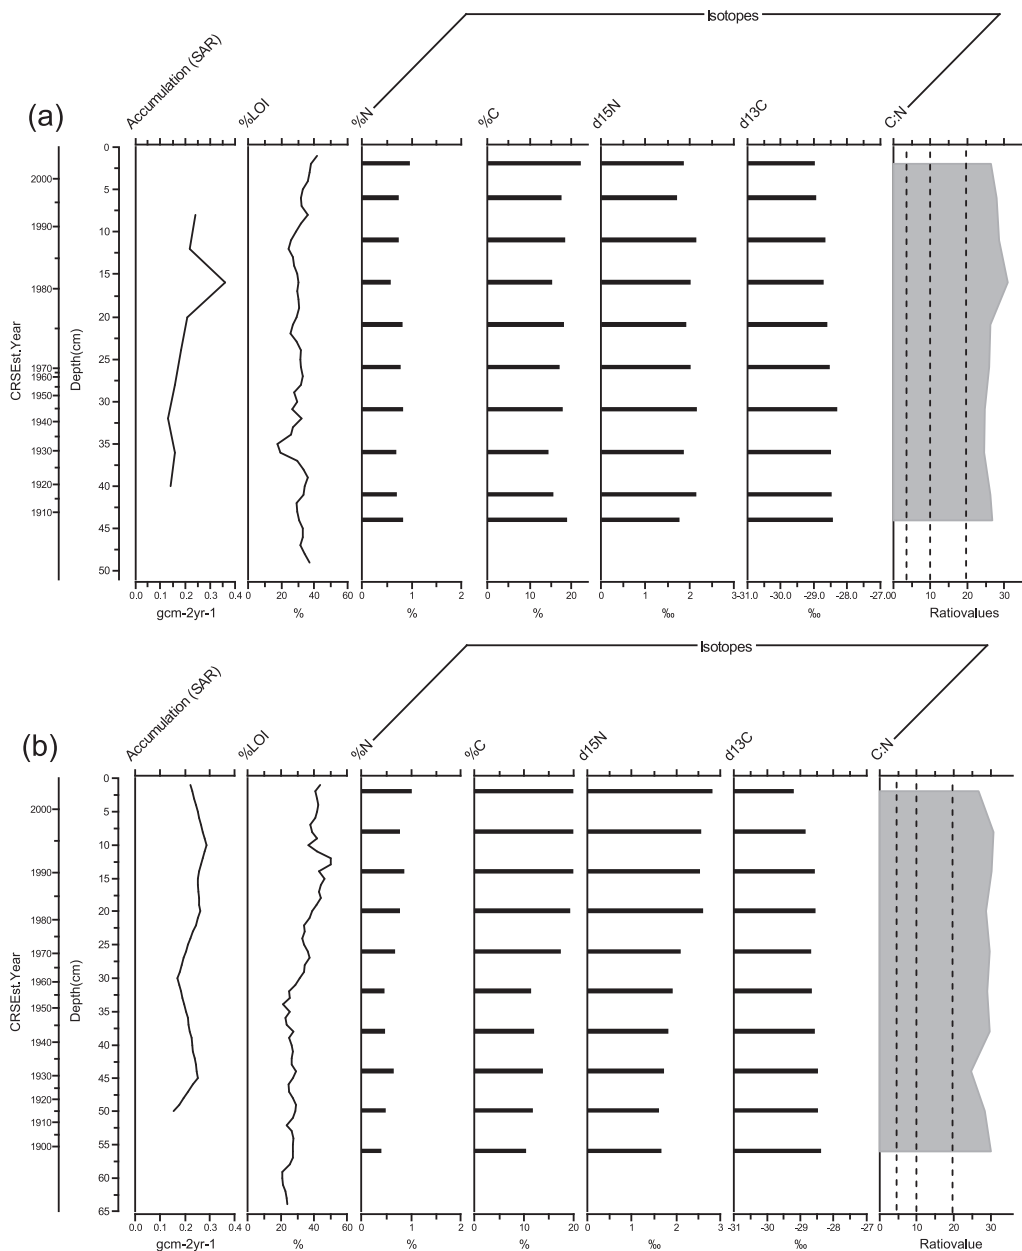 Isotopes
Accumulation (SAR)
%LOI
%N
%C
d15N
d13C
C:N
(a)
CRSEst.Year
2000
1990
1980
1970
1960
1950
1940
1930
1920
1910
Depth(cm)
0
5
10
15
20
25
30
35
40
45
50
0.0 0.1 0.2 0.3 0.4
0 20 40 60
0 1 2
0 10 20
0 1 2 3
-31.0 -30.0 -29.0 -28.0 -27.0
0 10 20 30
gcm-2yr-1 % % % ‰ ‰ Ratiovalues
Isotopes
Accumulation (SAR)
%LOI
%N
%C
d15N
d13C
C:N
(b)
CRSEst.Year
2000
1990
1980
1970
1960
1950
1940
1930
1920
1910
1900
Depth(cm)
0
5
10
15
20
25
30
35
40
45
50
55
60
65
0.0 0.1 0.2 0.3 0.4
0 20 40 60
0 1 2
0 10 20
0 1 2 3
-31 -30 -29 -28 -27
0 10 20 30
gcm-2yr-1 % % % ‰ ‰ Ratiovalue